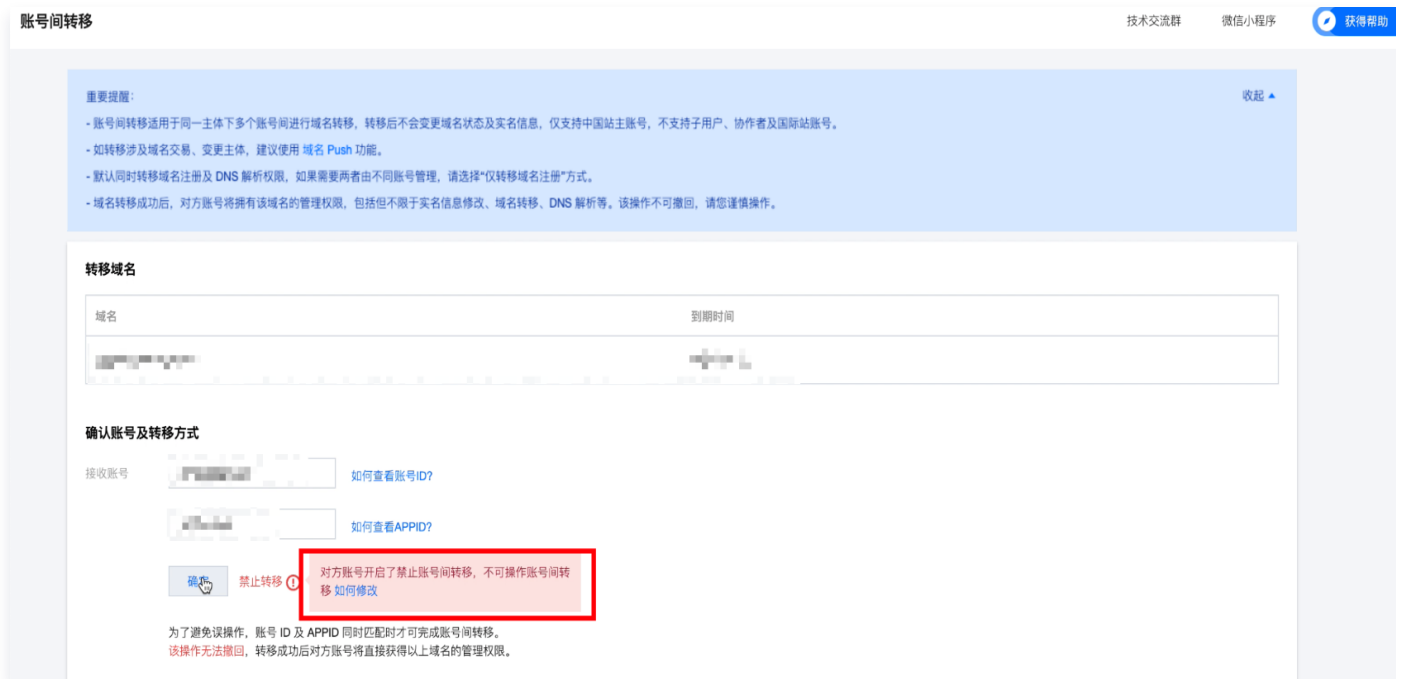 账号间转移
技术交流群
微信小程序
获得帮助
重要提醒:
收起
- 账号间转移适用于同一主体下多个账号间进行域名转移，转移后不会变更域名状态及实名信息，仅支持中国站主账号，不支持子用户、协作者及国际站账号。
- 如转移涉及域名交易、变更主体，建议使用 域名 Push 功能。
- 默认同时转移域名注册及 DNS 解析权限，如果需要两者由不同账号管理，请选择“仅转移域名注册”方式。
- 域名转移成功后，对方账号将拥有该域名的管理权限，包括但不限于实名信息修改、域名转移、DNS 解析等。该操作不可撤回，请您谨慎操作。
转移域名
域名
到期时间
确认账号及转移方式
接收账号
如何查看账号ID?
如何查看APPID?
确定
禁止转移
对方账号开启了禁止账号间转移，不可操作账号间转
移 如何修改
为了避免误操作，账号 ID 及 APPID 同时匹配时才可完成账号间转移。
该操作无法撤回，转移成功后对方账号将直接获得以上域名的管理权限。